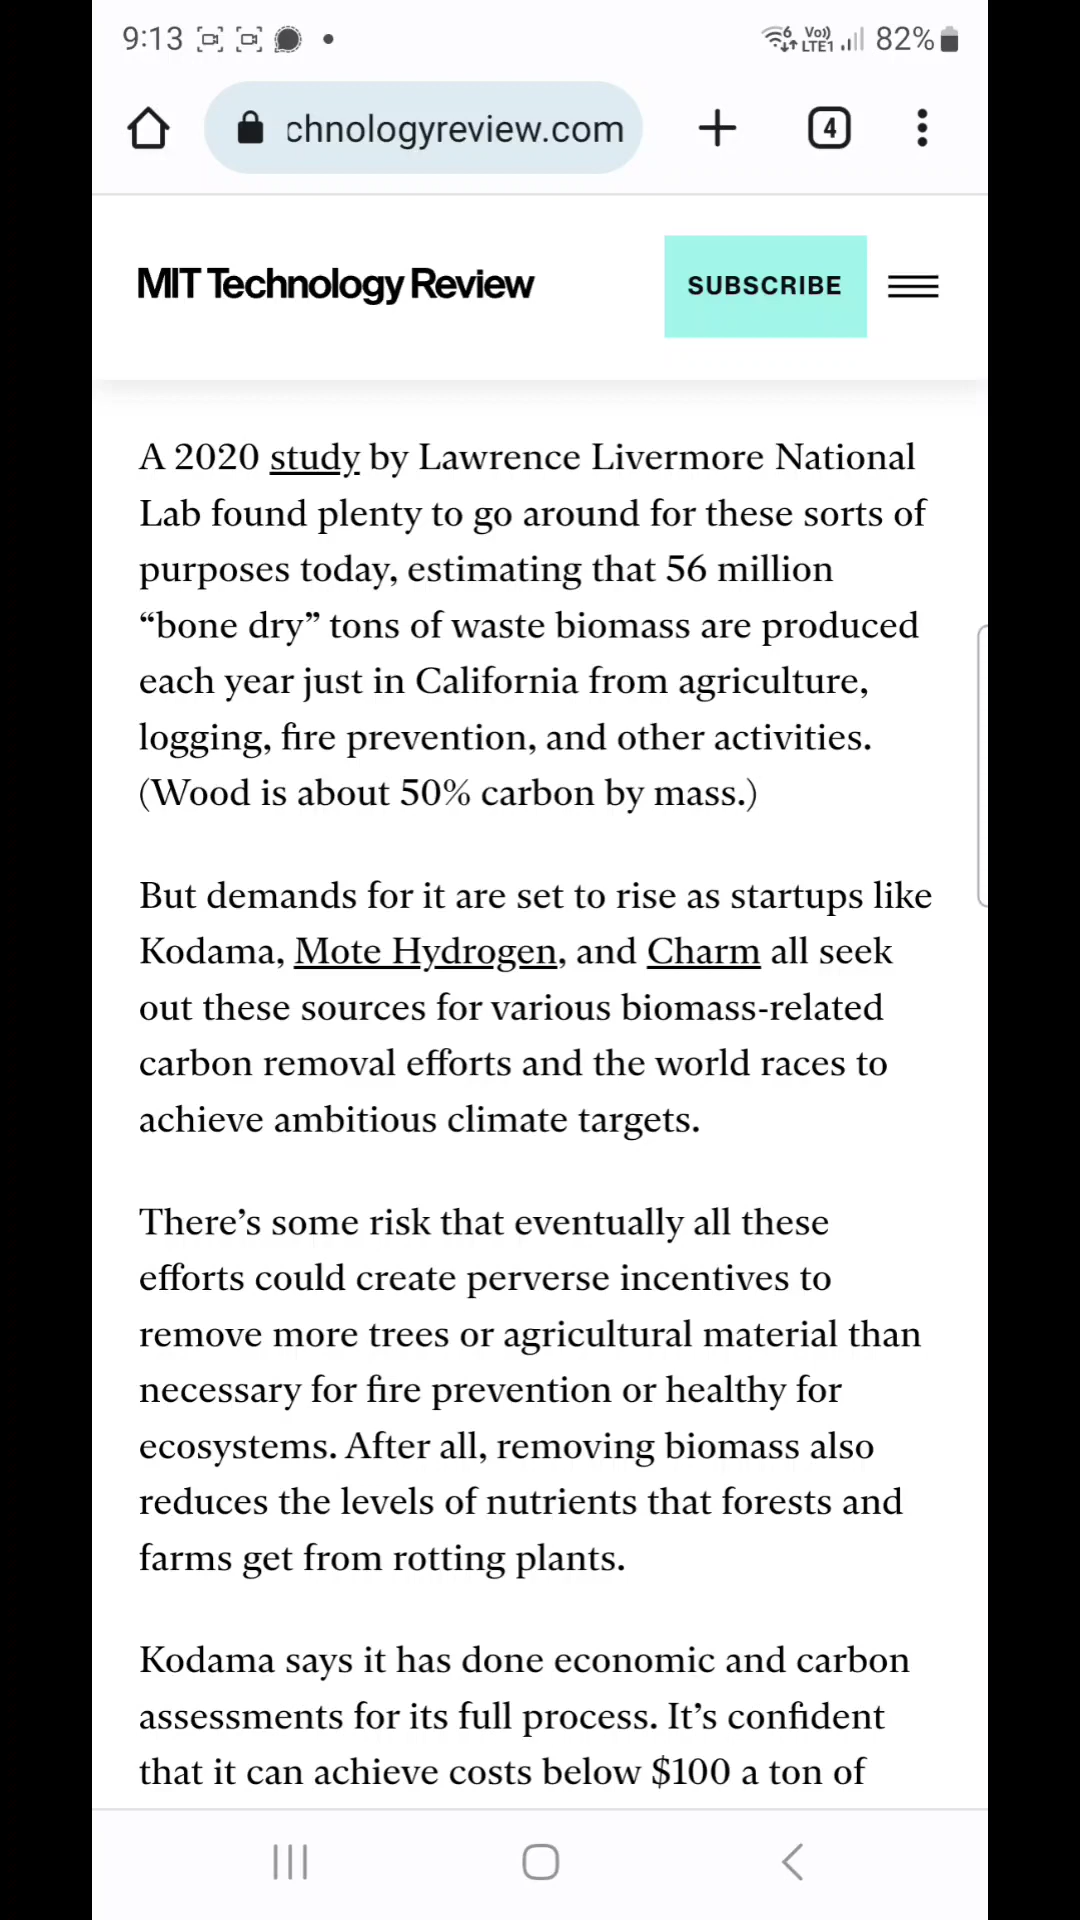 9:13
6 Vo)) LTE1 82%
chnologyreview.com
4
MIT Technology Review
SUBSCRIBE
A 2020 study by Lawrence Livermore National
Lab found plenty to go around for these sorts of
purposes today, estimating that 56 million
“bone dry” tons of waste biomass are produced
each year just in California from agriculture,
logging, fire prevention, and other activities.
(Wood is about 50% carbon by mass.)
But demands for it are set to rise as startups like
Kodama, Mote Hydrogen, and Charm all seek
out these sources for various biomass-related
carbon removal efforts and the world races to
achieve ambitious climate targets.
There’s some risk that eventually all these
efforts could create perverse incentives to
remove more trees or agricultural material than
necessary for fire prevention or healthy for
ecosystems. After all, removing biomass also
reduces the levels of nutrients that forests and
farms get from rotting plants.
Kodama says it has done economic and carbon
assessments for its full process. It’s confident
that it can achieve costs below $100 a ton of